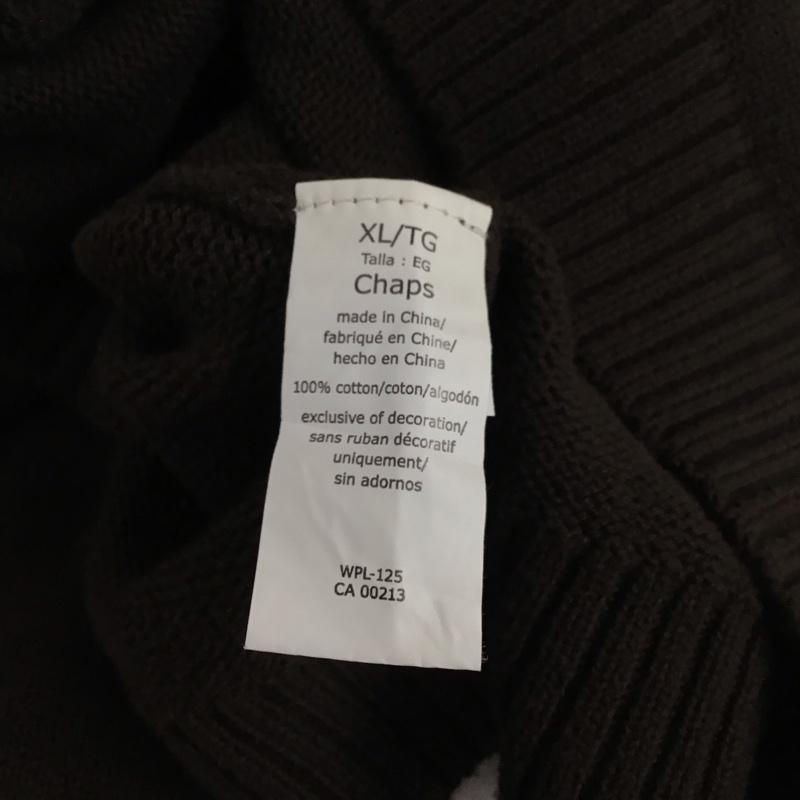 XL/TG
Talla : EG
Chaps
made in China/
fabriqué en Chine/
hecho en China
100% cotton/coton/algodón
exclusive of decoration/
sans ruban décoratif
uniquement/
sin adornos
WPL-125
CA 00213